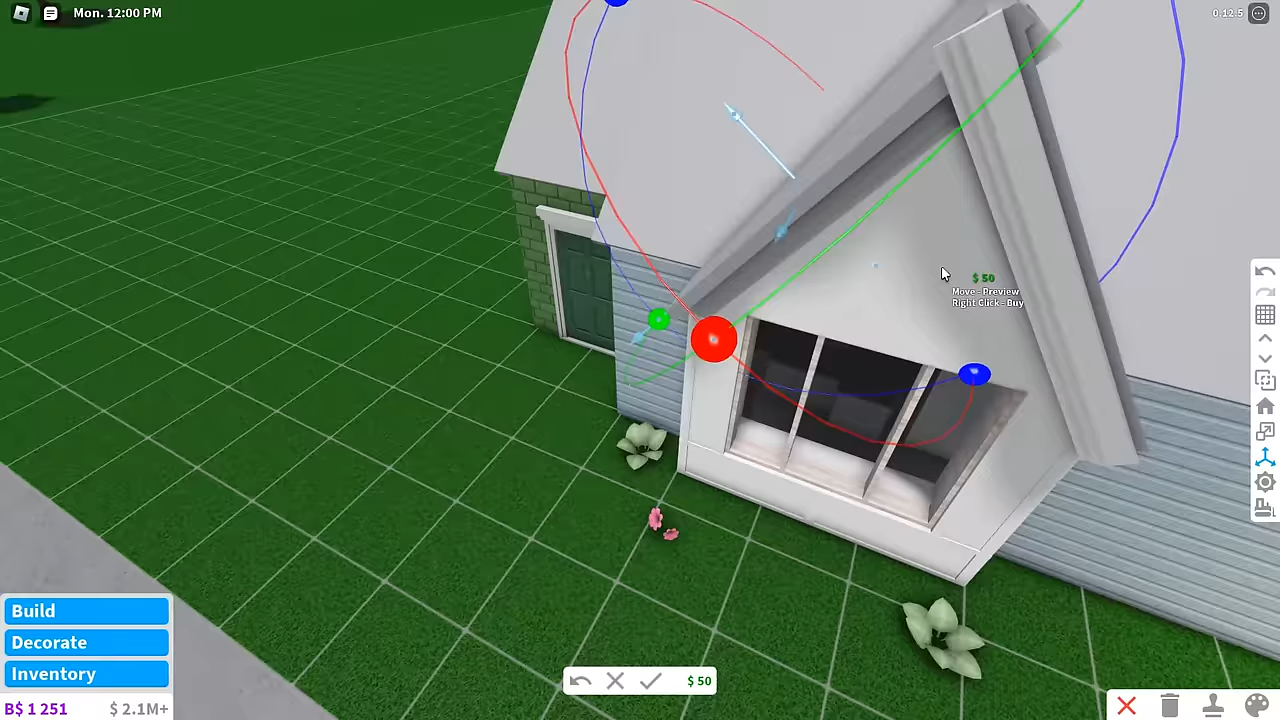 Mon. 12:00 PM
0.12.5
$ 50
Move - Preview
Right Click - Buy
Build
Decorate
Inventory
B$ 1 251
$ 2.1M+
$ 50